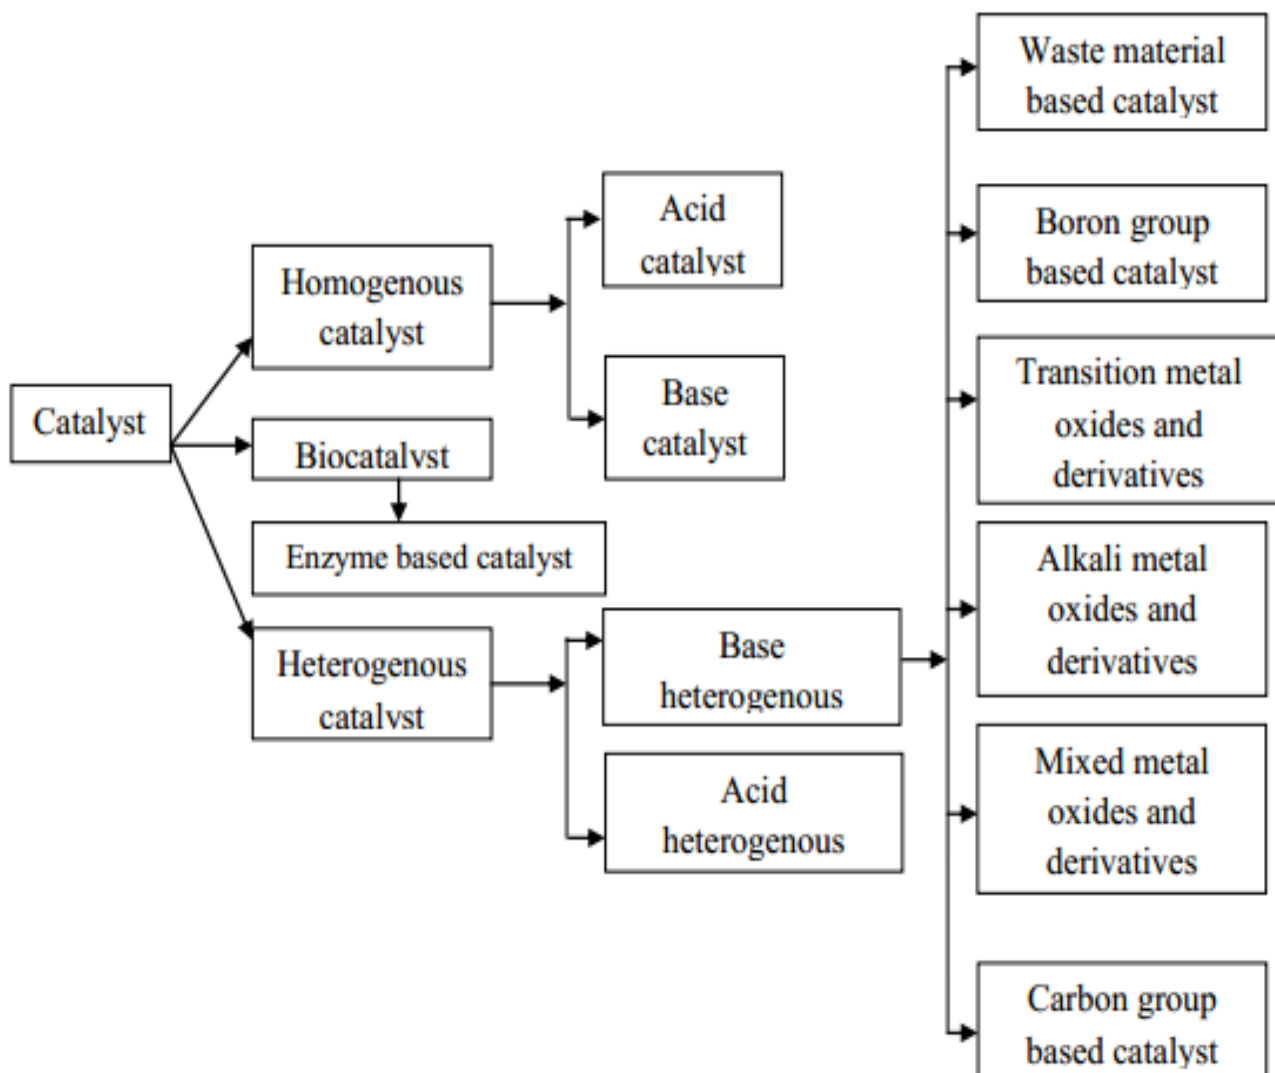 Catalyst
Homogenous
catalyst
Biocatalyst
Enzyme based catalyst
Heterogenous
catalyst
Acid
catalyst
Base
catalyst
Base
heterogenous
Acid
heterogenous
Waste material
based catalyst
Boron group
based catalyst
Transition metal
oxides and
derivatives
Alkali metal
oxides and
derivatives
Mixed metal
oxides and
derivatives
Carbon group
based catalyst